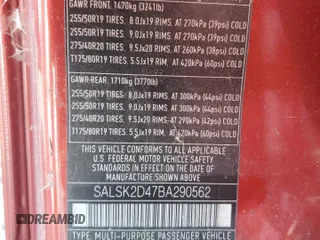 GAWR FRONT: 1470kg (3241lb)
255/50R19 TIRES. 8.0Jx19 RIMS. AT 270kPa (39psi) COLD
255/50R19 TIRES. 9.0Jx19 RIMS. AT 270kPa (39psi) COLD
275/40R20 TIRES. 9.5Jx20 RIMS. AT 260kPa (38psi) COLD
T175/80R19 TIRES. 5.5Jx19 RIM. AT 420kPa (60psi) COLD
GAWR-REAR: 1710kg (3770lb)
255/50R19 TIRES. 8.0Jx19 RIMS. AT 300kPa (44psi) COLD
255/50R19 TIRES. 9.0Jx19 RIMS. AT 300kPa (44psi) COLD
275/40R20 TIRES. 9.5Jx20 RIMS. AT 290kPa (42psi) COLD
T175/80R19 TIRES. 5.5Jx19 RIM. AT 420kPa (60psi) COLD
THIS VEHICLE CONFORMS TO ALL APPLICABLE
FEDERAL MOTOR VEHICLE SAFETY AND
THEFT PREVENTION STANDARDS IN EFFECT ON
THE DATE OF MANUFACTURE SHOWN ABOVE
SALSK2D47BA290562
TYPE: MULTIPURPOSE PASSENGER VEHICLE
AutoBidMaster